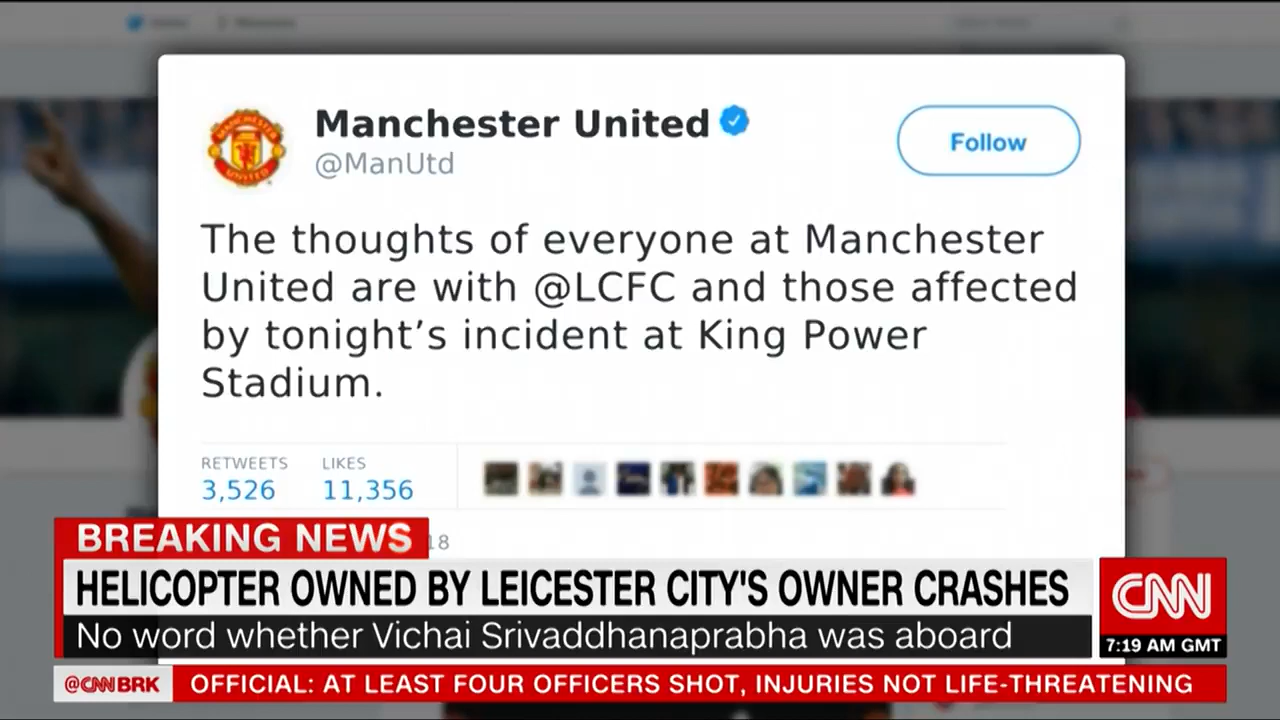 Manchester United
@ManUtd
Follow
The thoughts of everyone at Manchester
United are with @LCFC and those affected
by tonight’s incident at King Power
Stadium.
RETWEETS LIKES
3,526 11,356
18
BREAKING NEWS
HELICOPTER OWNED BY LEICESTER CITY'S OWNER CRASHES
No word whether Vichai Srivaddhanaprabha was aboard
CNN
7:19 AM GMT
@CNNBRK OFFICIAL: AT LEAST FOUR OFFICERS SHOT, INJURIES NOT LIFE-THREATENING